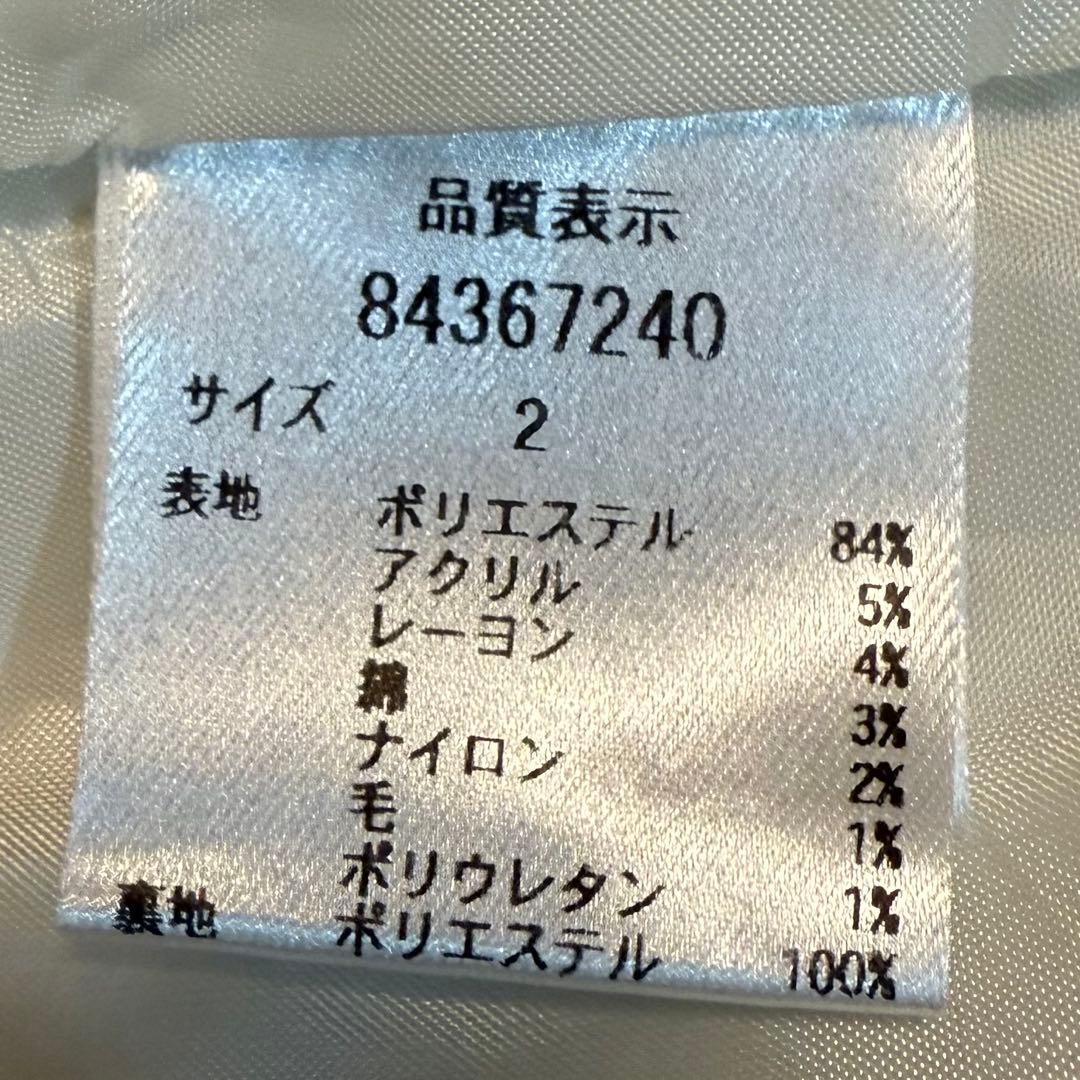 品質表示
84367240
サイズ 2
表地 ポリエステル 84%
アクリル 5%
レーヨン 4%
綿 3%
ナイロン 2%
毛 1%
ポリウレタン 1%
裏地 ポリエステル 100%